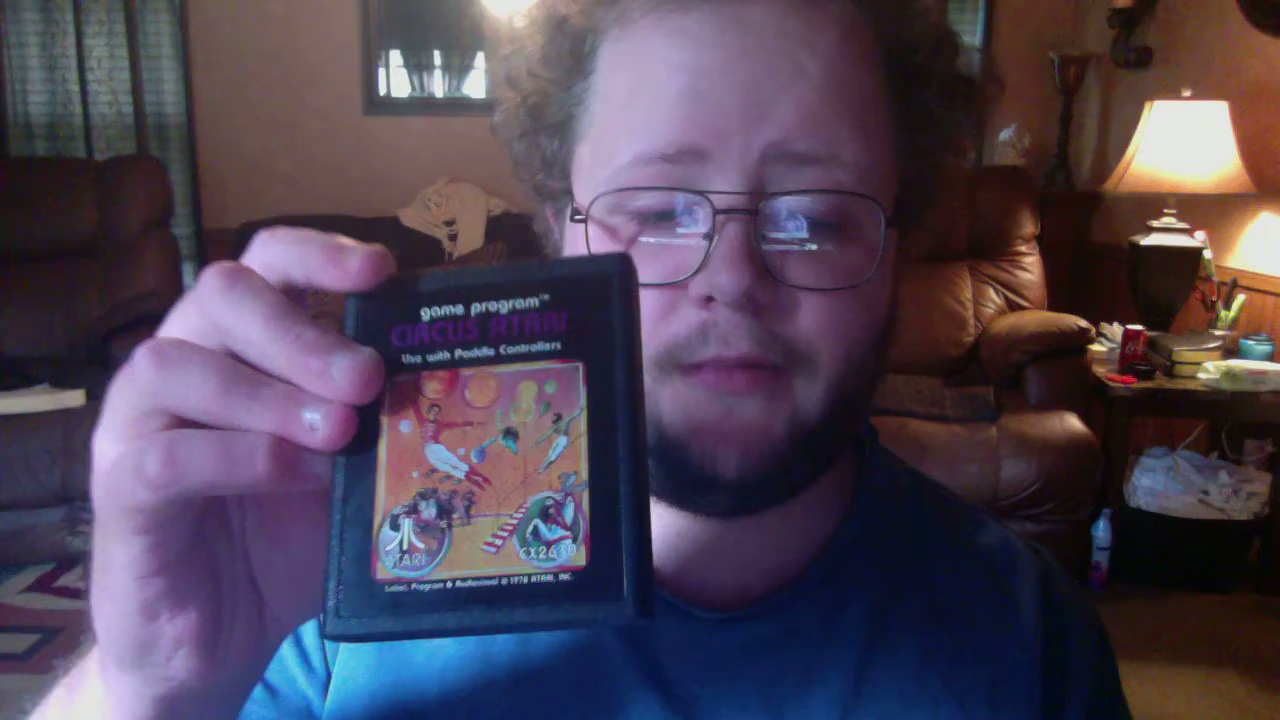 game program™
CIRCUS ATARI
Use with Paddle Controllers
ATARI
CX2630
Label, Program & Audiovisual © 1978 ATARI, INC.